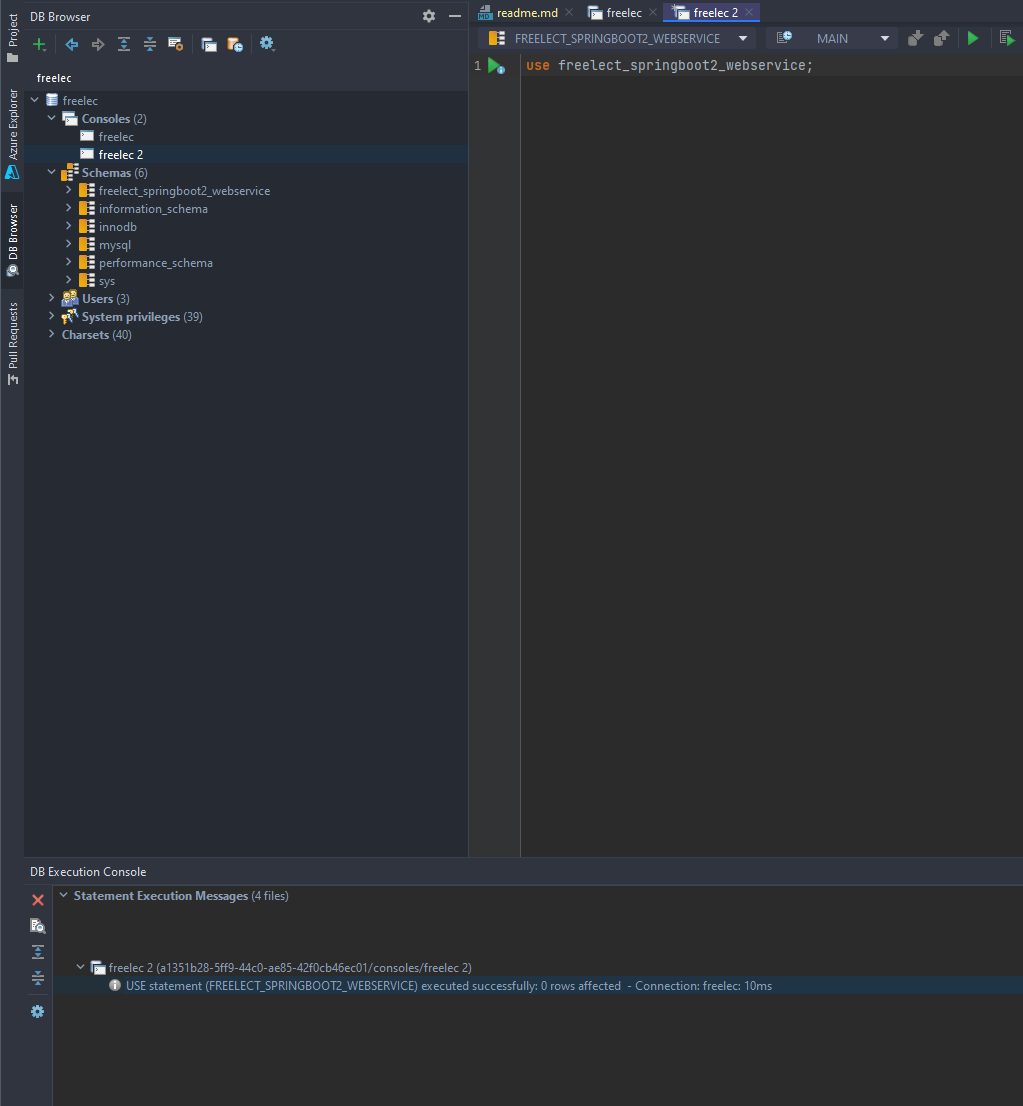 Project
Azure Explorer
DB Browser
Pull Requests
DB Browser
freelec
freelec
Consoles (2)
freelec
freelec 2
Schemas (6)
freelect_springboot2_webservice
information_schema
innodb
mysql
performance_schema
sys
Users (3)
System privileges (39)
Charsets (40)
MD readme.md
freelec
freelec 2
FREELECT_SPRINGBOOT2_WEBSERVICE
MAIN
1 use freelect_springboot2_webservice;
DB Execution Console
Statement Execution Messages (4 files)
freelec 2 (a1351b28-5ff9-44c0-ae85-42f0cb46ec01/consoles/freelec 2)
USE statement (FREELECT_SPRINGBOOT2_WEBSERVICE) executed successfully: 0 rows affected - Connection: freelec: 10ms